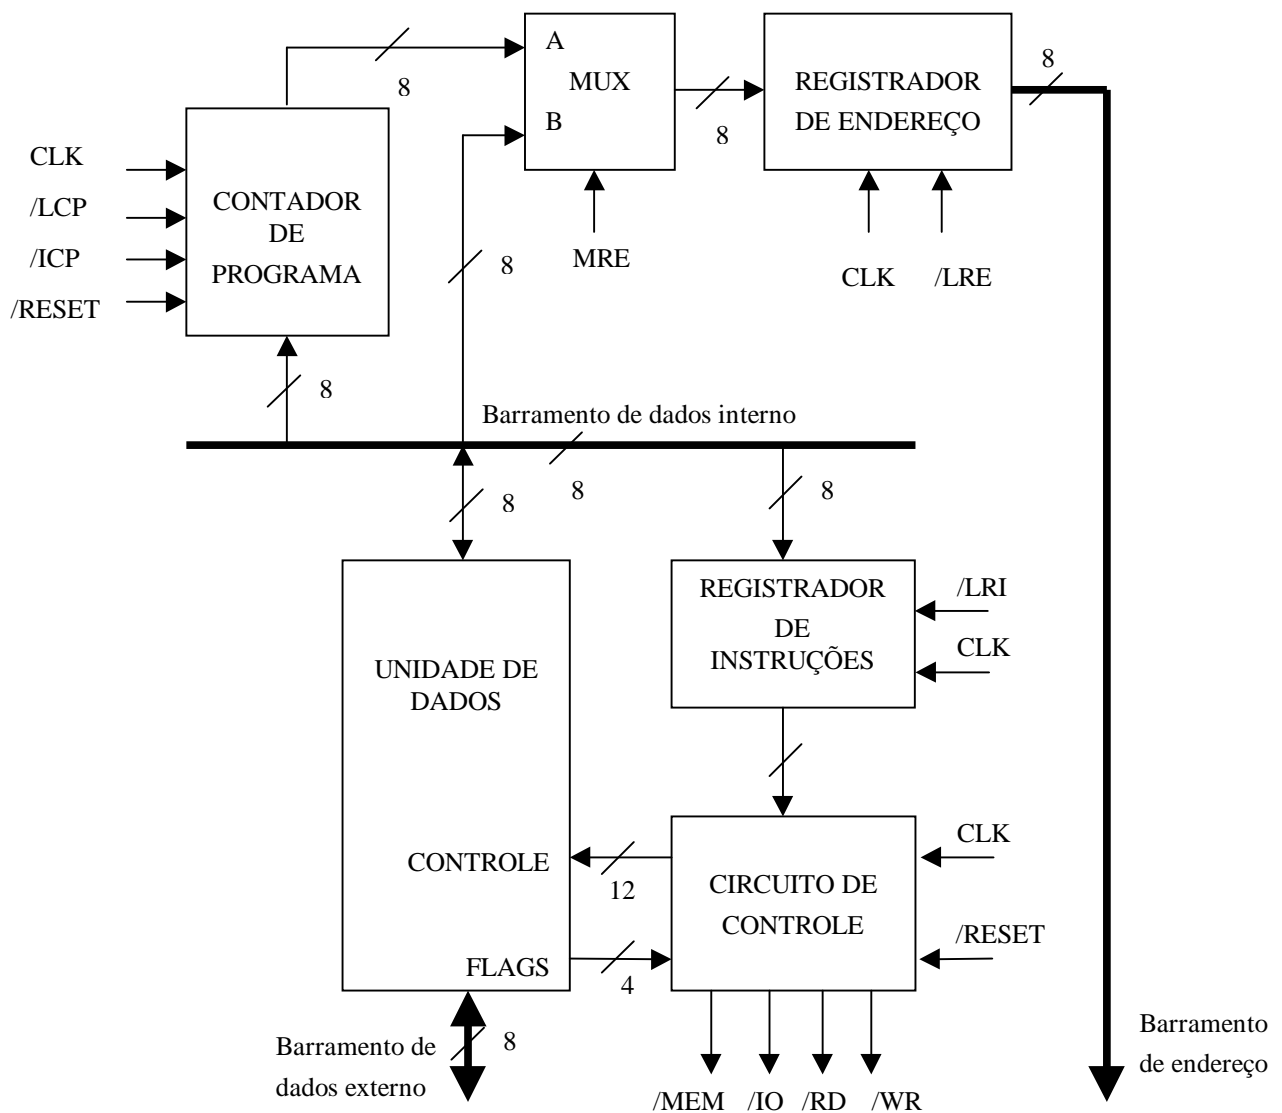 8
A
MUX
B
8
REGISTRADOR
DE ENDEREÇO
8
8
CLK
/LCP
/ICP
/RESET
CONTADOR
DE
PROGRAMA
MRE
CLK
/LRE
8
8
Barramento de dados interno
8
8
8
REGISTRADOR
DE
INSTRUÇÕES
/LRI
CLK
UNIDADE DE
DADOS
CONTROLE
12
CIRCUITO DE
CONTROLE
CLK
/RESET
FLAGS
4
Barramento de
dados externo
8
/MEM
/IO
/RD
/WR
Barramento
de endereço